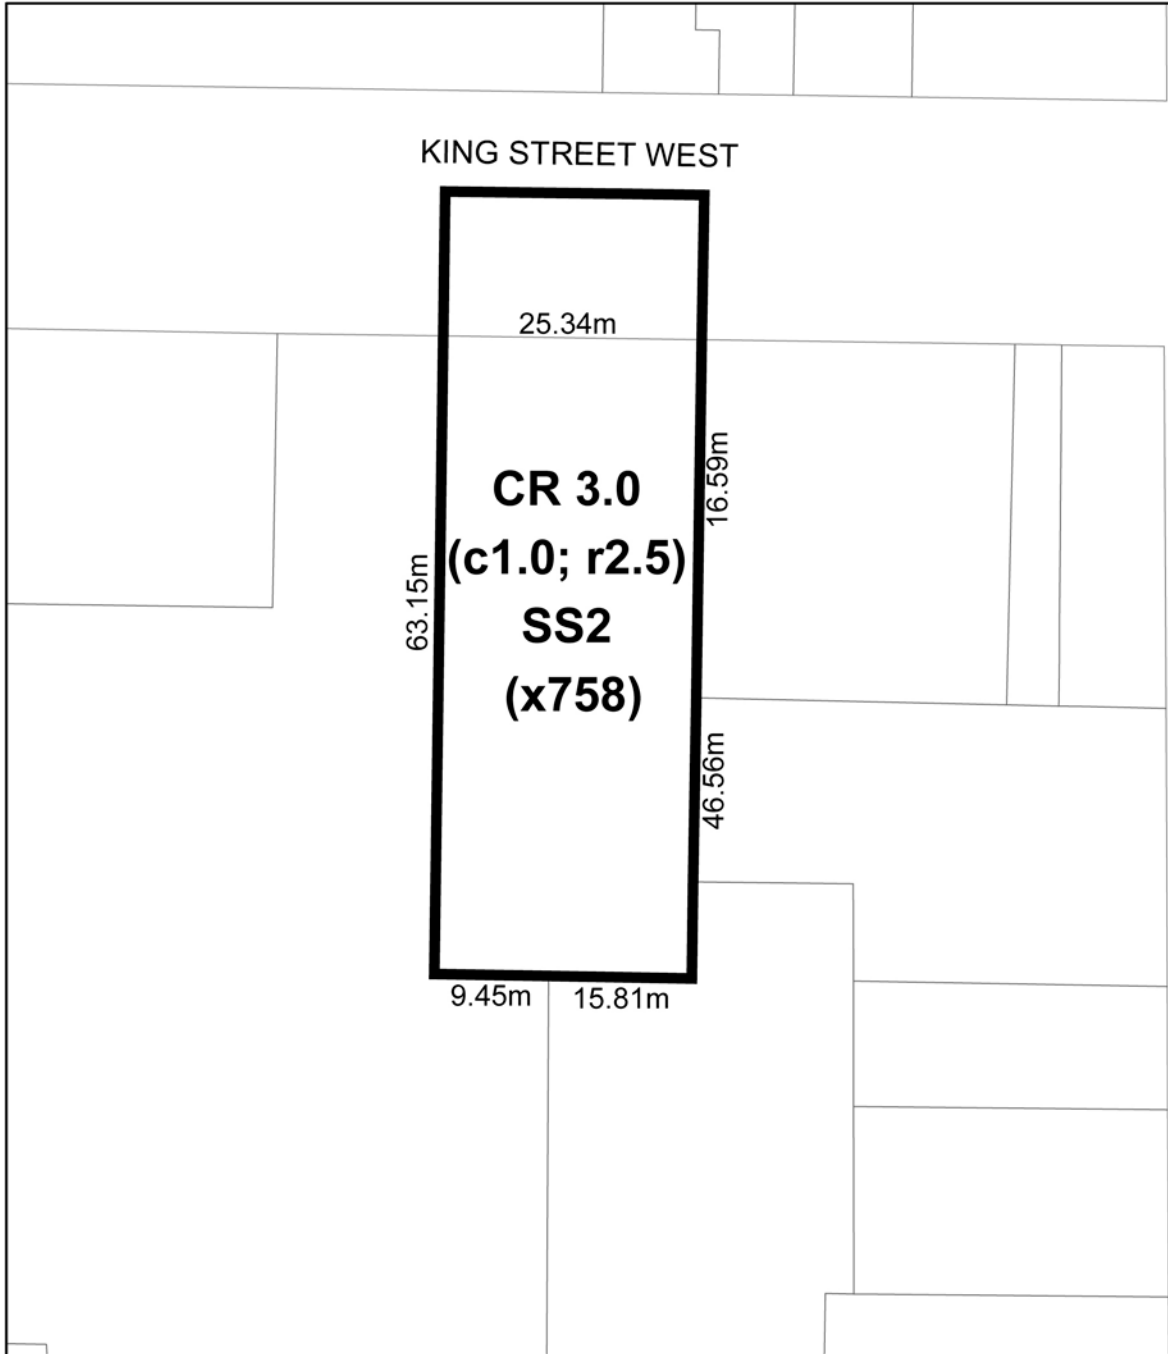 KING STREET WEST
25.34m
16.59m
CR 3.0
(c1.0; r2.5)
SS2
(x758)
63.15m
46.56m
9.45m
15.81m